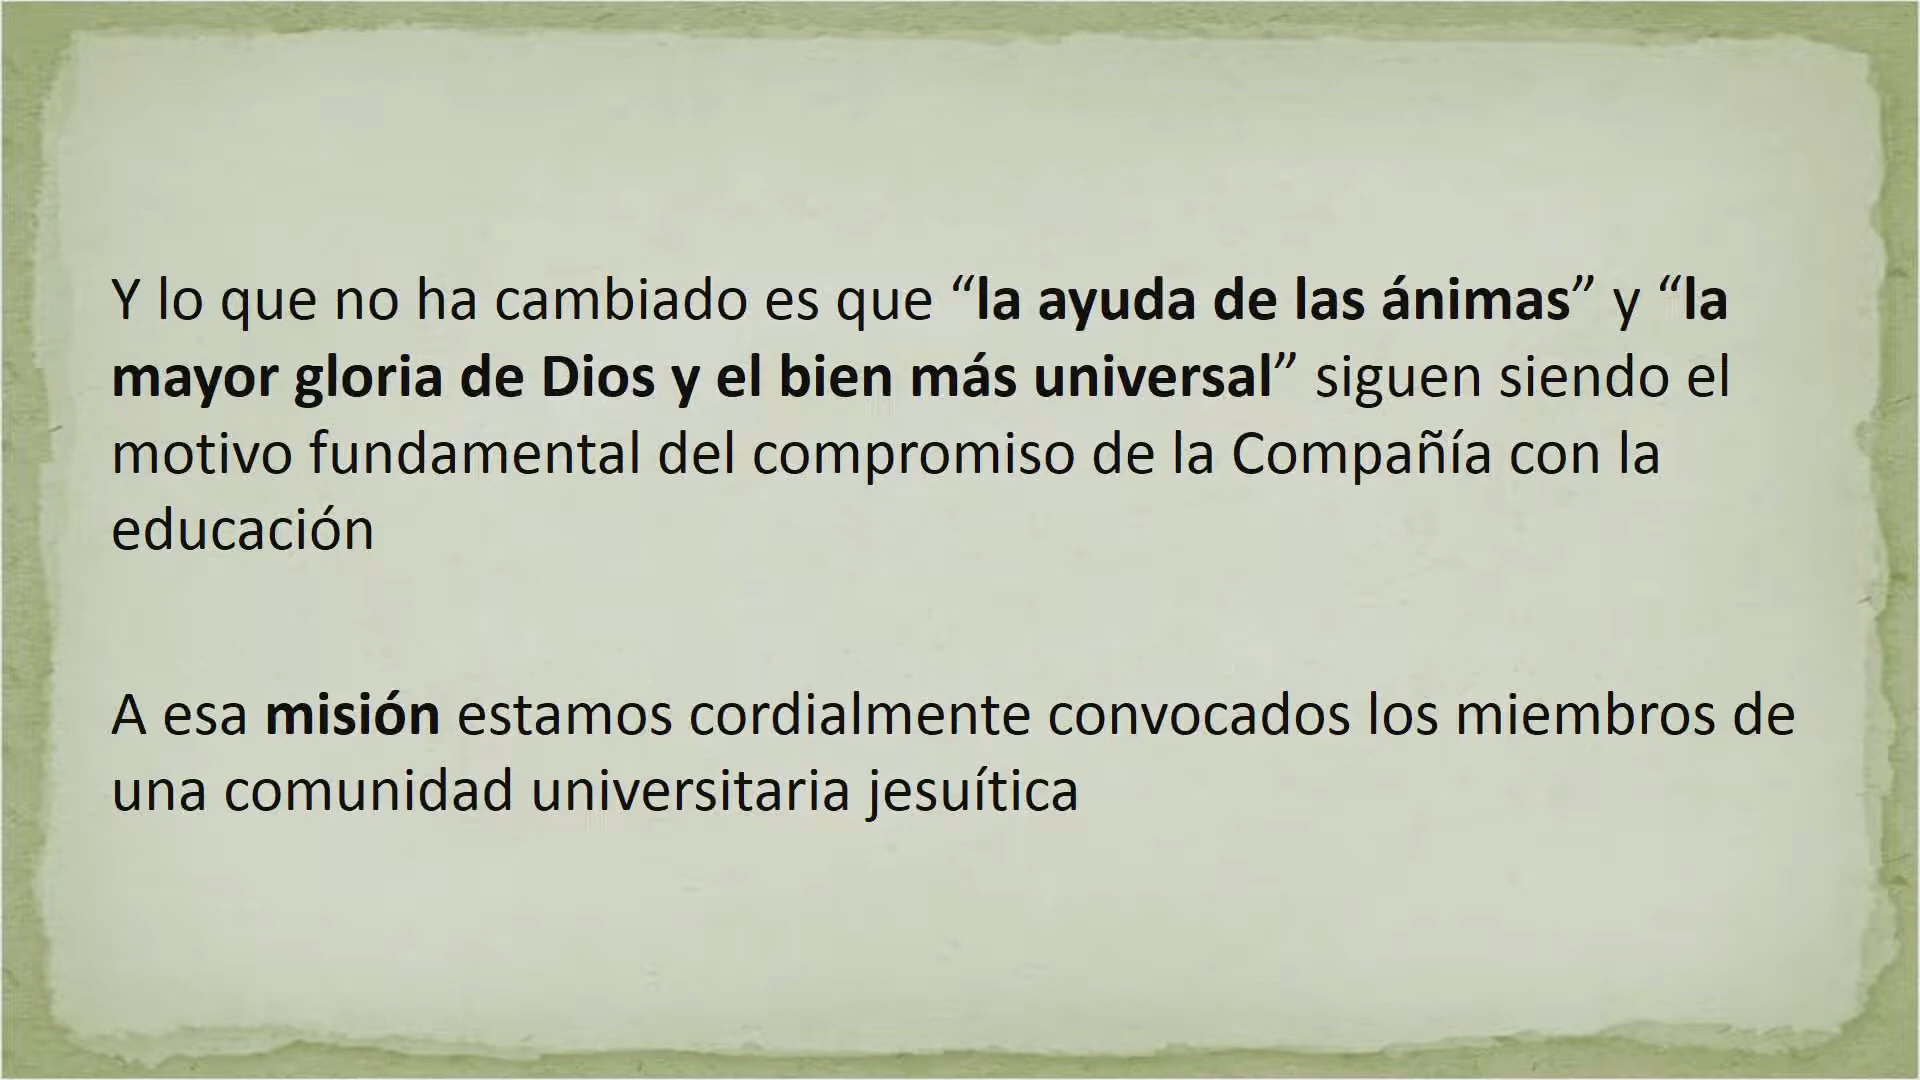 Y lo que no ha cambiado es que “la ayuda de las ánimas” y “la
mayor gloria de Dios y el bien más universal” siguen siendo el
motivo fundamental del compromiso de la Compañía con la
educación
A esa misión estamos cordialmente convocados los miembros de
una comunidad universitaria jesuítica